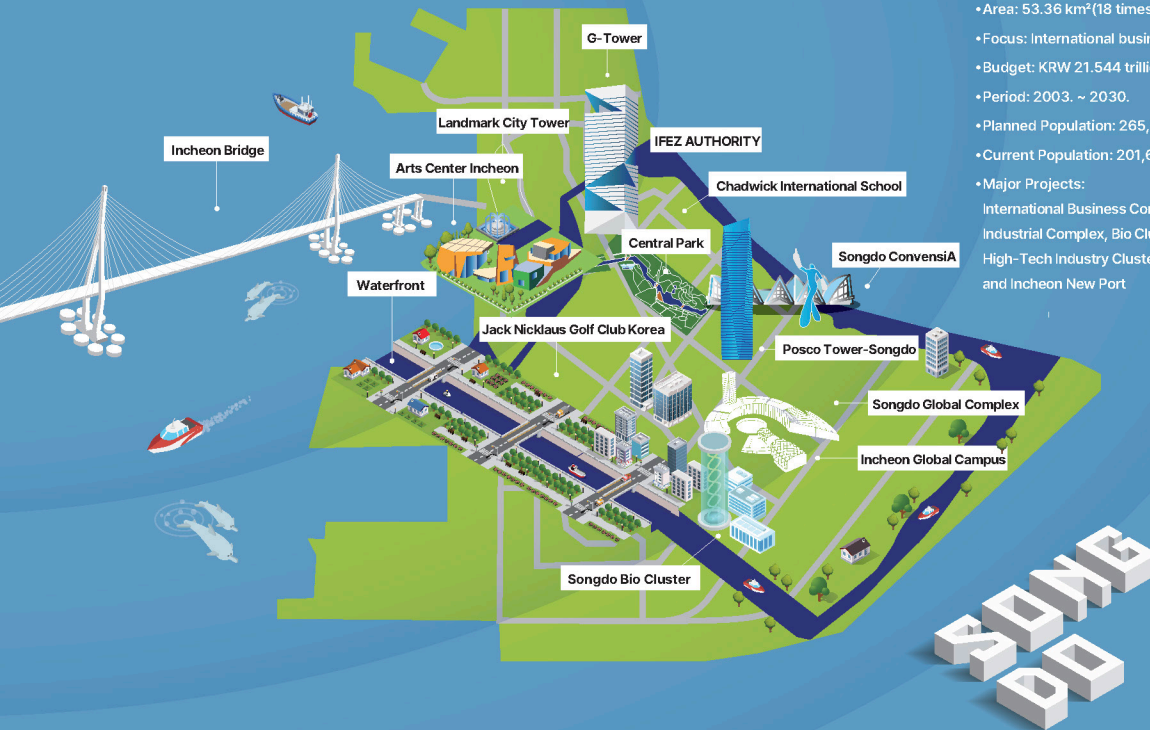 •Area: 53.36 km²(18 times
•Focus: International busi
•Budget: KRW 21.544 trilli
•Period: 2003. ~ 2030.
•Planned Population: 265,
•Current Population: 201,6
•Major Projects:
International Business Co
Industrial Complex, Bio Clu
High-Tech Industry Cluste
and Incheon New Port
G-Tower
Landmark City Tower
IFEZ AUTHORITY
Incheon Bridge
Arts Center Incheon
Chadwick International School
Central Park
Songdo ConvensiA
Waterfront
Jack Nicklaus Golf Club Korea
Posco Tower-Songdo
Songdo Global Complex
Incheon Global Campus
Songdo Bio Cluster
SONG
DO